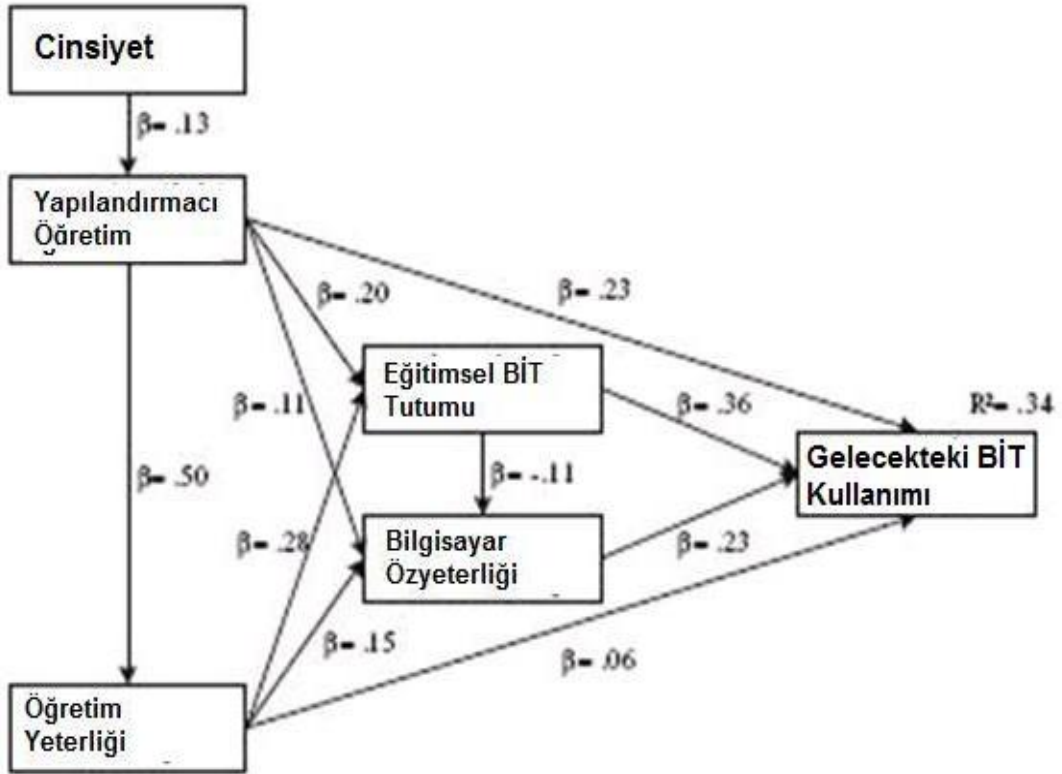 Cinsiyet
β= .13
Yapılandırmacı
Öğretim
β= .20
β= .23
Eğitimsel BİT
Tutumu
β=.11
β= .36
R²= .34
Gelecekteki BİT
Kullanımı
β= .50
β= -.11
β= .28
Bilgisayar
Özyeterliği
β= .23
β= .15
β= .06
Öğretim
Yeterliği